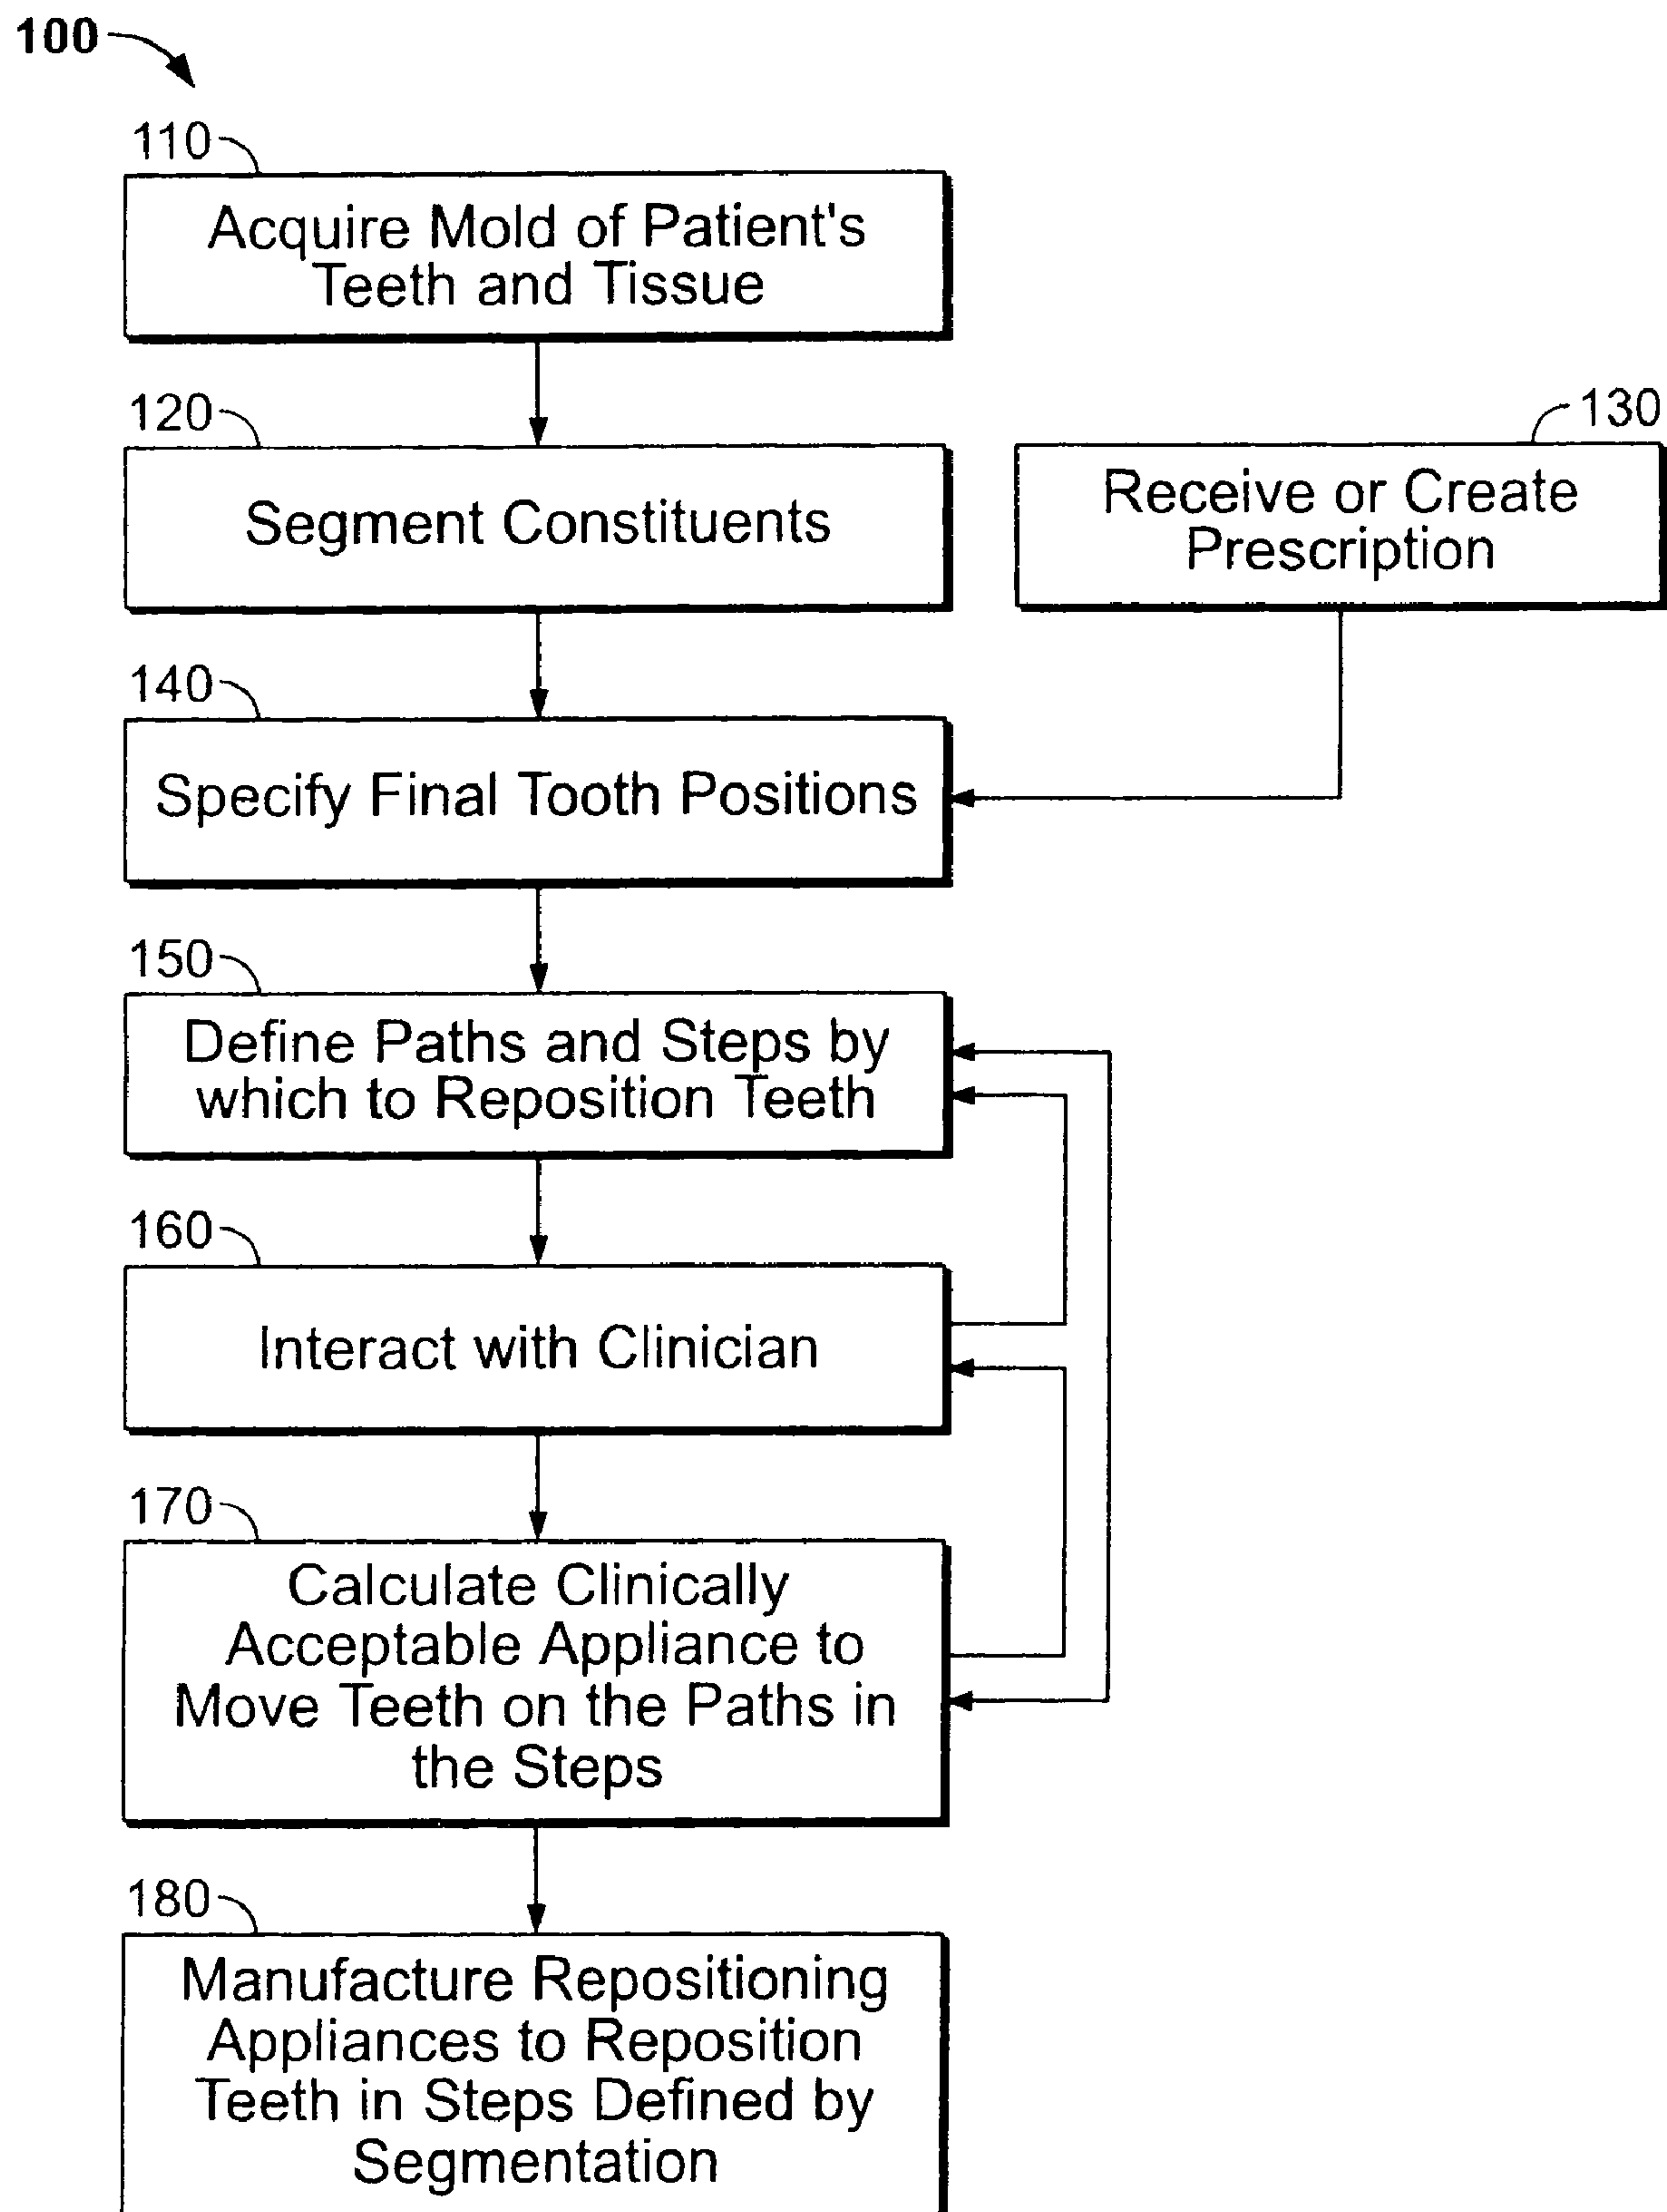 100
110
Acquire Mold of Patient's
Teeth and Tissue
120
Segment Constituents
130
Receive or Create
Prescription
140
Specify Final Tooth Positions
150
Define Paths and Steps by
which to Reposition Teeth
160
Interact with Clinician
170
Calculate Clinically
Acceptable Appliance to
Move Teeth on the Paths in
the Steps
180
Manufacture Repositioning
Appliances to Reposition
Teeth in Steps Defined by
Segmentation